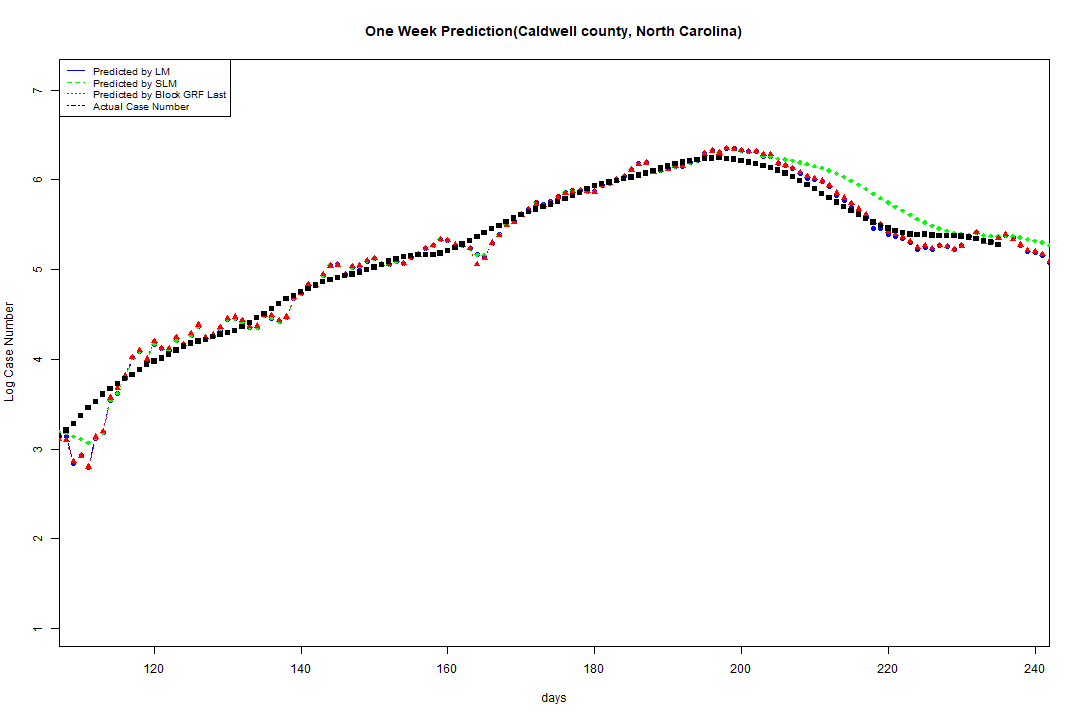 One Week Prediction(Caldwell county, North Carolina)
Predicted by LM
Predicted by SLM
Predicted by Block GRF Last
Actual Case Number
7
6
5
4
3
2
1
Log Case Number
120 140 160 180 200 220 240
days